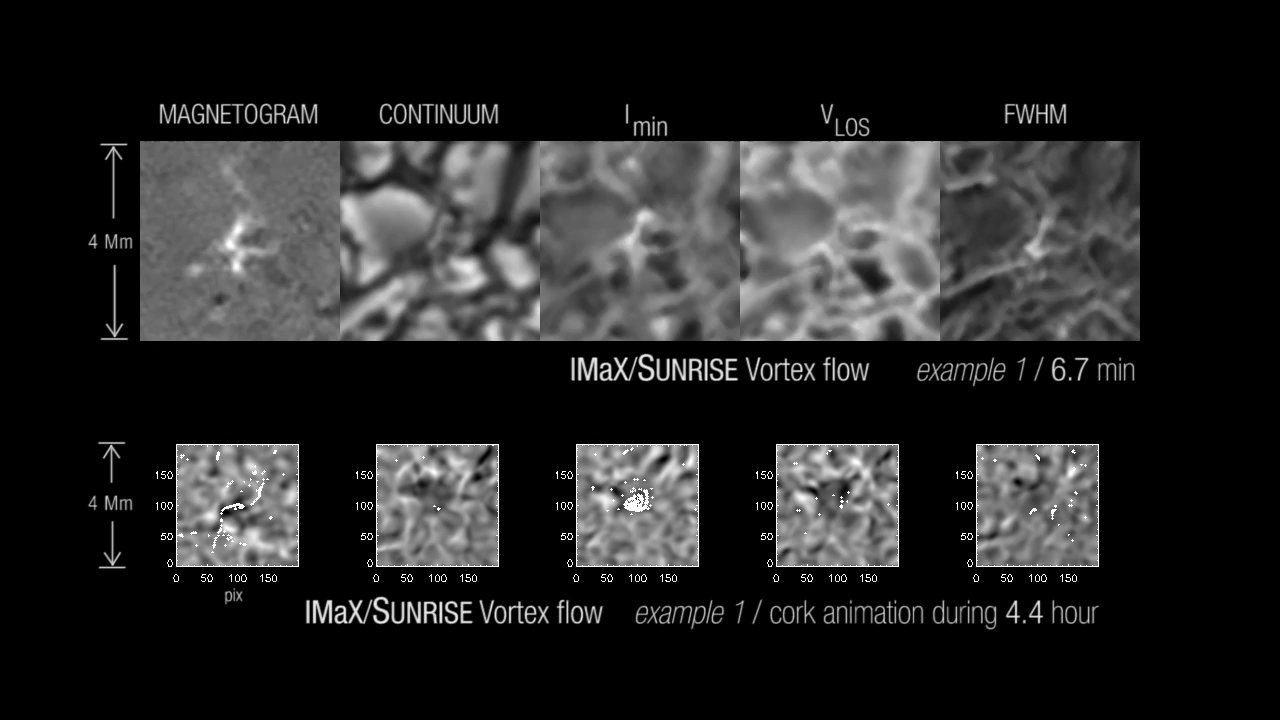 MAGNETOGRAM CONTINUUM Imin VLOS FWHM
4 Mm
IMaX/SUNRISE Vortex flow example 1 / 6.7 min
4 Mm
150 150 150 150 150
100 100 100 100 100
50 50 50 50 50
0 0 0 0 0
0 50 100 150 0 50 100 150 0 50 100 150 0 50 100 150 0 50 100 150
pix
IMaX/SUNRISE Vortex flow example 1 / cork animation during 4.4 hour